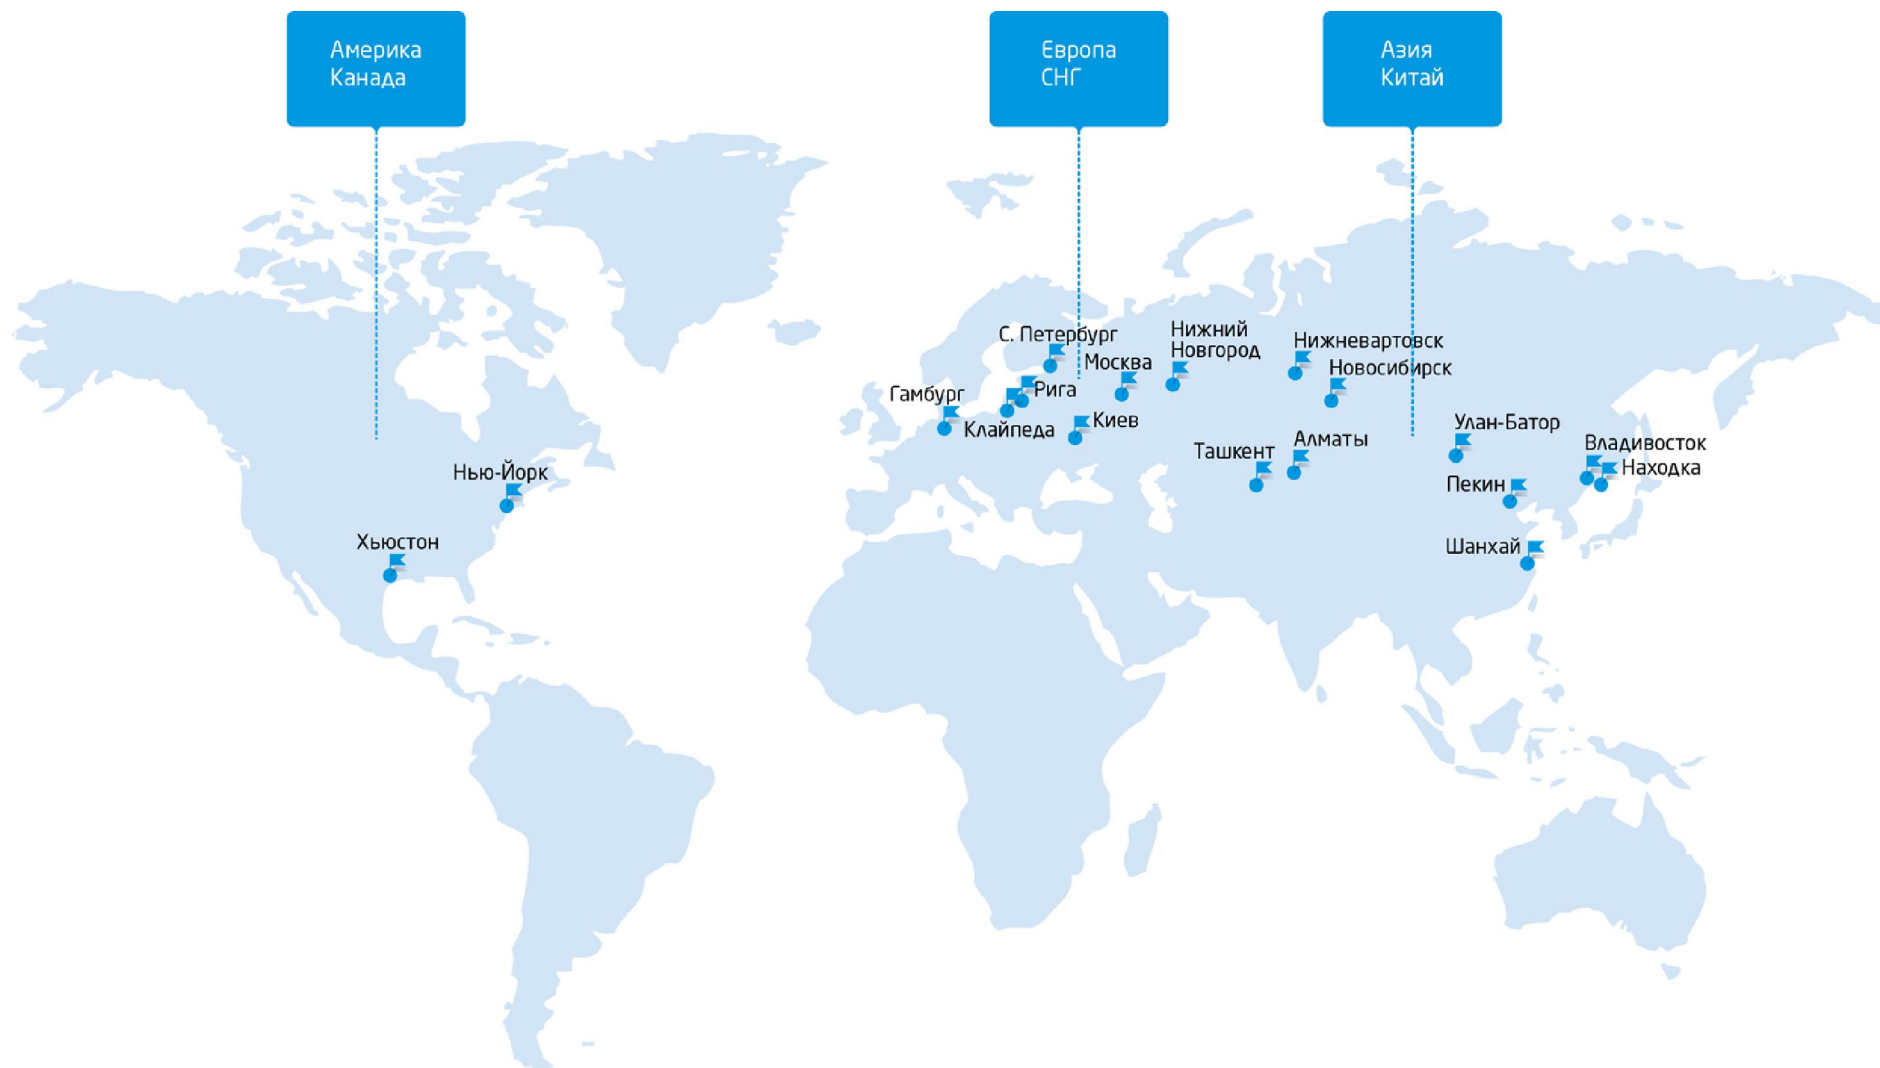 Америка
Канада
Европа
СНГ
Азия
Китай
С. Петербург
Нижний
Новгород
Нижневартовск
Москва
Новосибирск
Гамбург
Рига
Клайпеда
Киев
Улан-Батор
Ташкент
Алматы
Владивосток
Находка
Нью-Йорк
Пекин
Хьюстон
Шанхай